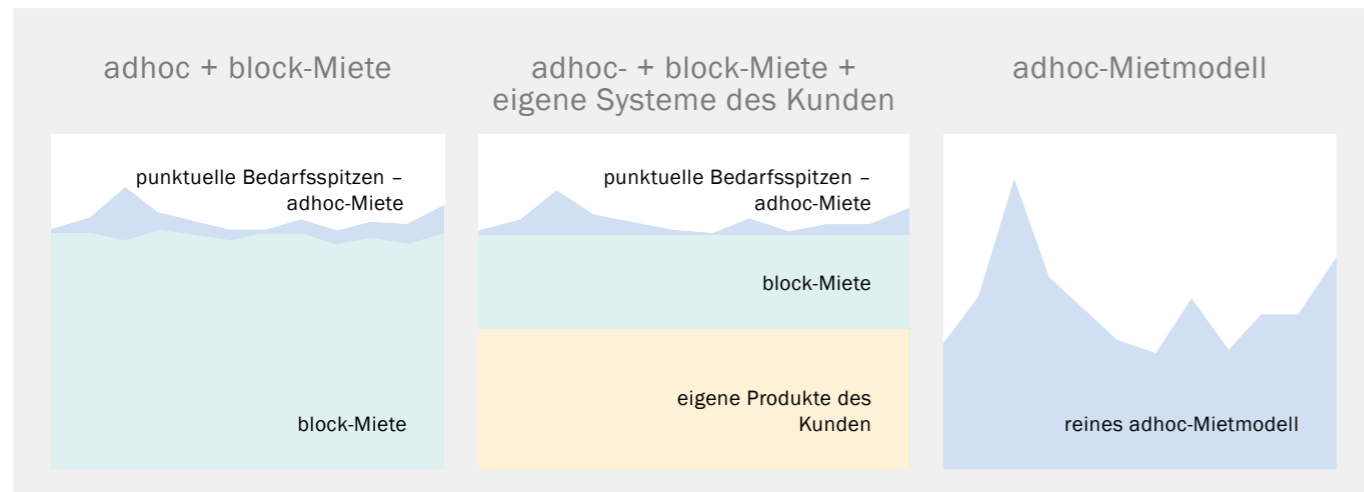 adhoc + block-Miete
punktuelle Bedarfsspitzen –
adhoc-Miete
block-Miete
adhoc- + block-Miete +
eigene Systeme des Kunden
punktuelle Bedarfsspitzen –
adhoc-Miete
block-Miete
eigene Produkte des
Kunden
adhoc-Mietmodell
reines adhoc-Mietmodell